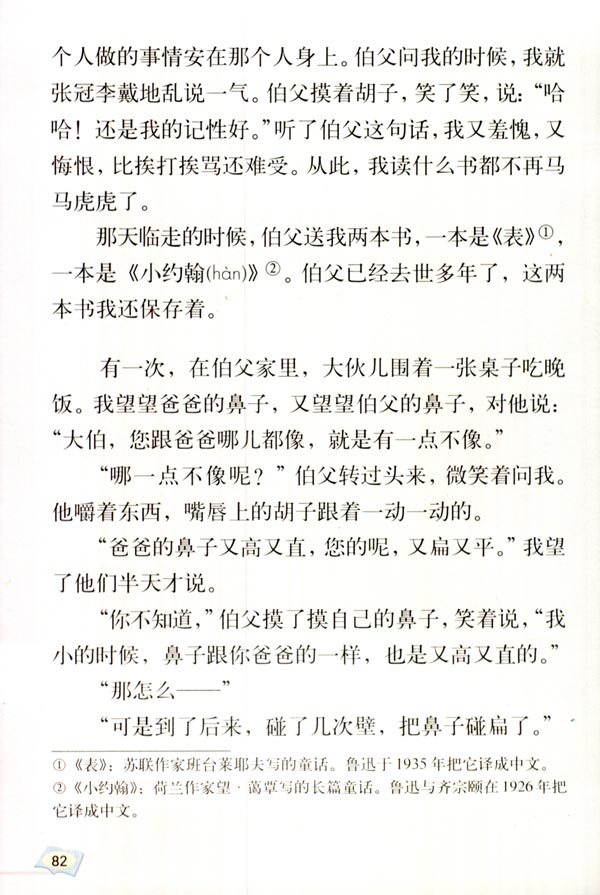 个人做的事情安在那个人身上。伯父问我的时候，我就
张冠李戴地乱说一气。伯父摸着胡子，笑了笑，说：“哈
哈！还是我的记性好。”听了伯父这句话，我又羞愧，又
悔恨，比挨打挨骂还难受。从此，我读什么书都不再马
马虎虎了。
那天临走的时候，伯父送我两本书，一本是《表》①，
一本是《小约翰(hàn)》②。伯父已经去世多年了，这两
本书我还保存着。
有一次，在伯父家里，大伙儿围着一张桌子吃晚
饭。我望望爸爸的鼻子，又望望伯父的鼻子，对他说：
“大伯，您跟爸爸哪儿都像，就是有一点不像。”
“哪一点不像呢？”伯父转过头来，微笑着问我。
他嚼着东西，嘴唇上的胡子跟着一动一动的。
“爸爸的鼻子又高又直，您的呢，又扁又平。”我望
了他们半天才说。
“你不知道，”伯父摸了摸自己的鼻子，笑着说，“我
小的时候，鼻子跟你爸爸的一样，也是又高又直的。”
“那怎么——”
“可是到了后来，碰了几次壁，把鼻子碰扁了。”
①《表》：苏联作家班台莱耶夫写的童话。鲁迅于1935年把它译成中文。
②《小约翰》：荷兰作家望·蔼覃写的长篇童话。鲁迅与齐宗颐在1926年把
它译成中文。
82